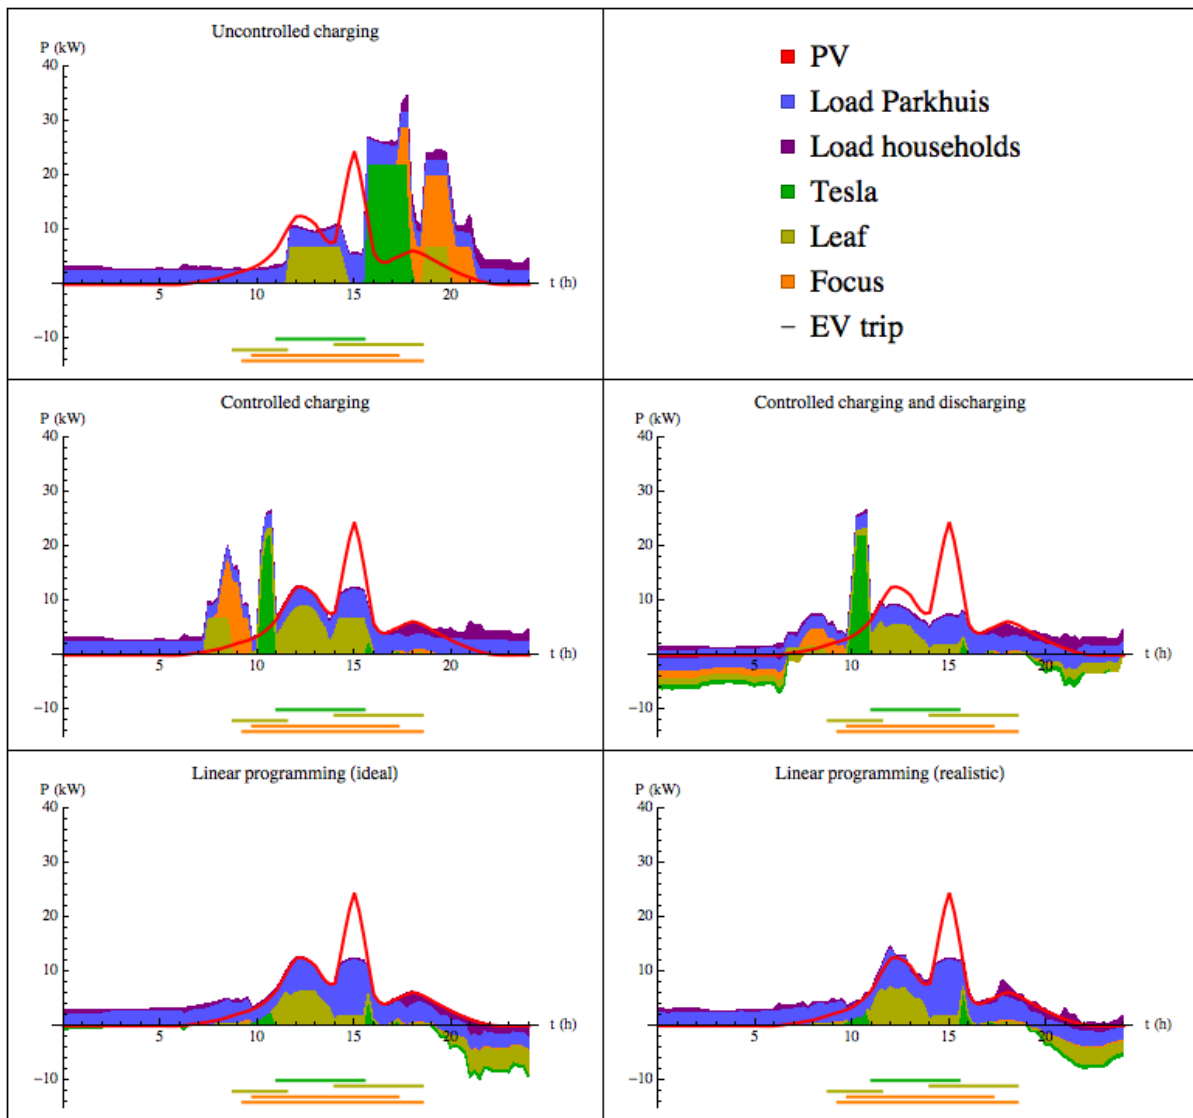 Uncontrolled charging
P (kW)
40
30
20
10
5
10
15
20
t (h)
−10
PV
Load Parkhuis
Load households
Tesla
Leaf
Focus
EV trip
Controlled charging
P (kW)
40
30
20
10
5
10
15
20
t (h)
−10
Controlled charging and discharging
P (kW)
40
30
20
10
5
10
15
20
t (h)
−10
Linear programming (ideal)
P (kW)
40
30
20
10
5
10
15
20
t (h)
−10
Linear programming (realistic)
P (kW)
40
30
20
10
5
10
15
20
t (h)
−10